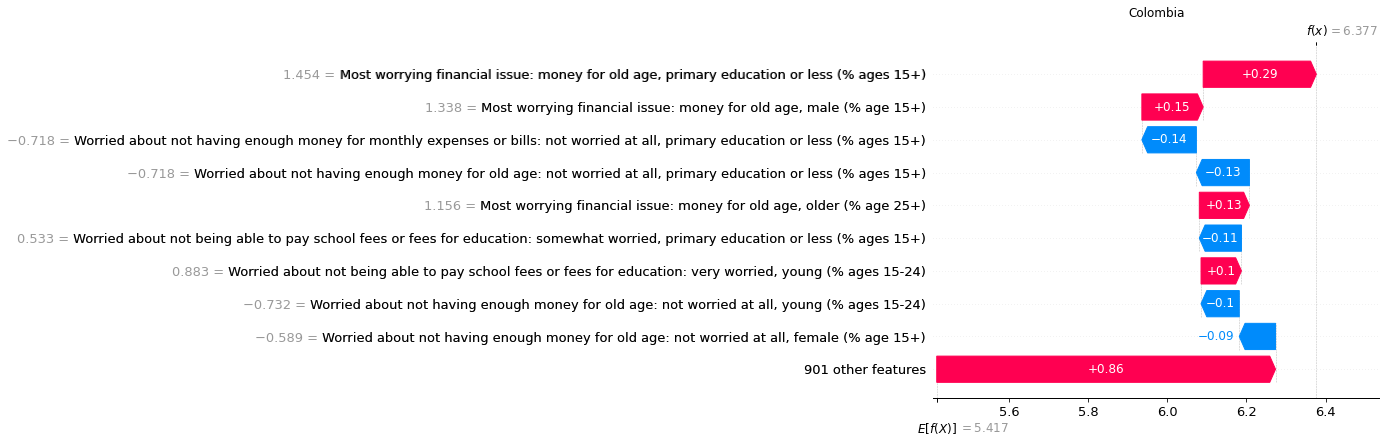 Colombia
f(x) = 6.377
1.454 = Most worrying financial issue: money for old age, primary education or less (% ages 15+)
+0.29
1.338 = Most worrying financial issue: money for old age, male (% age 15+)
+0.15
−0.718 = Worried about not having enough money for monthly expenses or bills: not worried at all, primary education or less (% ages 15+)
−0.14
−0.718 = Worried about not having enough money for old age: not worried at all, primary education or less (% ages 15+)
−0.13
1.156 = Most worrying financial issue: money for old age, older (% age 25+)
+0.13
0.533 = Worried about not being able to pay school fees or fees for education: somewhat worried, primary education or less (% ages 15+)
−0.11
0.883 = Worried about not being able to pay school fees or fees for education: very worried, young (% ages 15-24)
+0.1
−0.732 = Worried about not having enough money for old age: not worried at all, young (% ages 15-24)
−0.1
−0.589 = Worried about not having enough money for old age: not worried at all, female (% age 15+)
−0.09
901 other features
+0.86
5.6 5.8 6.0 6.2 6.4
E[f(X)] = 5.417